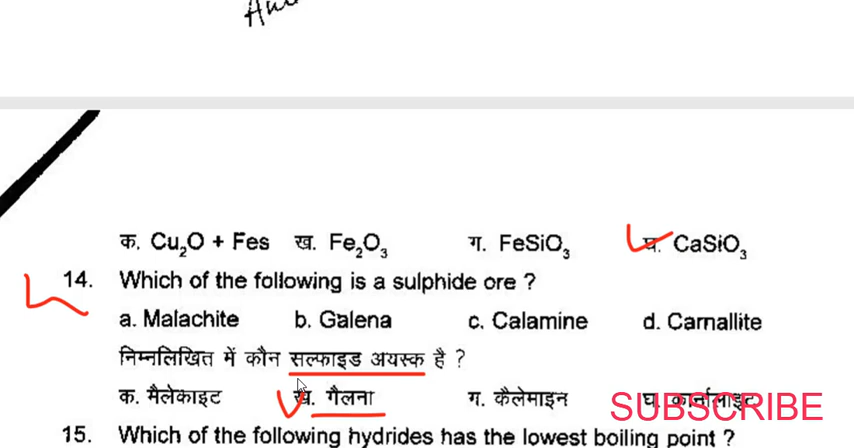 क. Cu₂O + Fes ख. Fe₂O₃ ग. FeSiO₃ घ. CaSiO₃
14. Which of the following is a sulphide ore ?
a. Malachite b. Galena c. Calamine d. Carnallite
निम्नलिखित में कौन सल्फाइड अयस्क है ?
क. मैलेकाइट ख. गैलना ग. कैलेमाइन घ. कार्नालाइट
SUBSCRIBE
15. Which of the following hydrides has the lowest boiling point ?